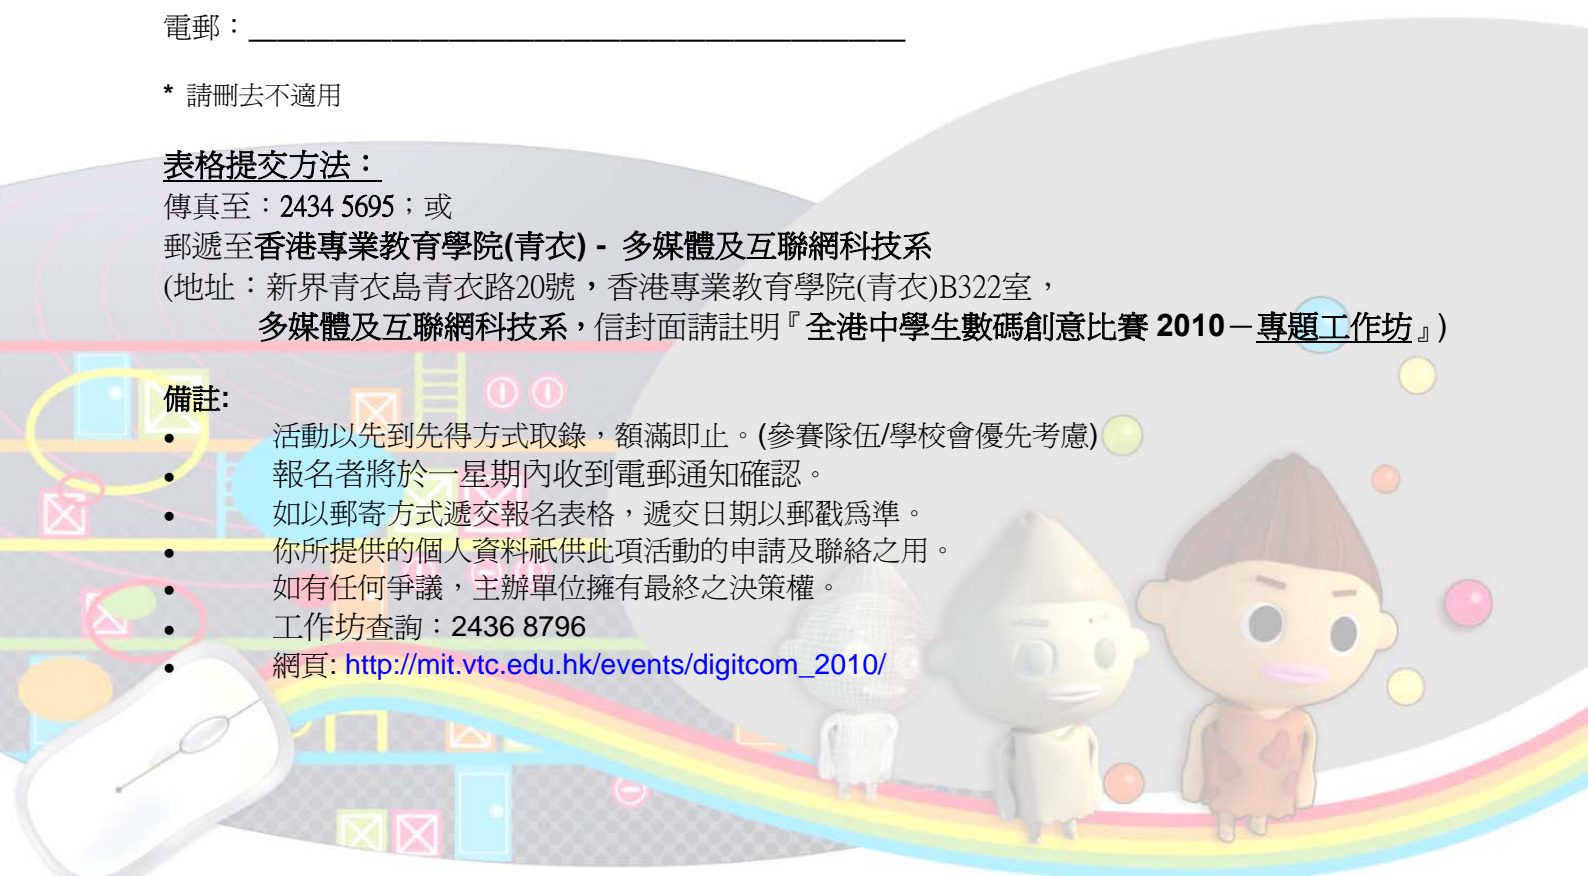 電郵：______________________________________________
* 請刪去不適用
表格提交方法：
傳真至：2434 5695；或
郵遞至香港專業教育學院(青衣) - 多媒體及互聯網科技系
(地址：新界青衣島青衣路20號，香港專業教育學院(青衣)B322室，
多媒體及互聯網科技系，信封面請註明『全港中學生數碼創意比賽 2010－專題工作坊』)
備註:
• 活動以先到先得方式取錄，額滿即止。(參賽隊伍/學校會優先考慮)
• 報名者將於一星期內收到電郵通知確認。
• 如以郵寄方式遞交報名表格，遞交日期以郵戳爲準。
• 你所提供的個人資料祇供此項活動的申請及聯絡之用。
• 如有任何爭議，主辦單位擁有最終之決策權。
• 工作坊查詢：2436 8796
• 網頁: http://mit.vtc.edu.hk/events/digitcom_2010/